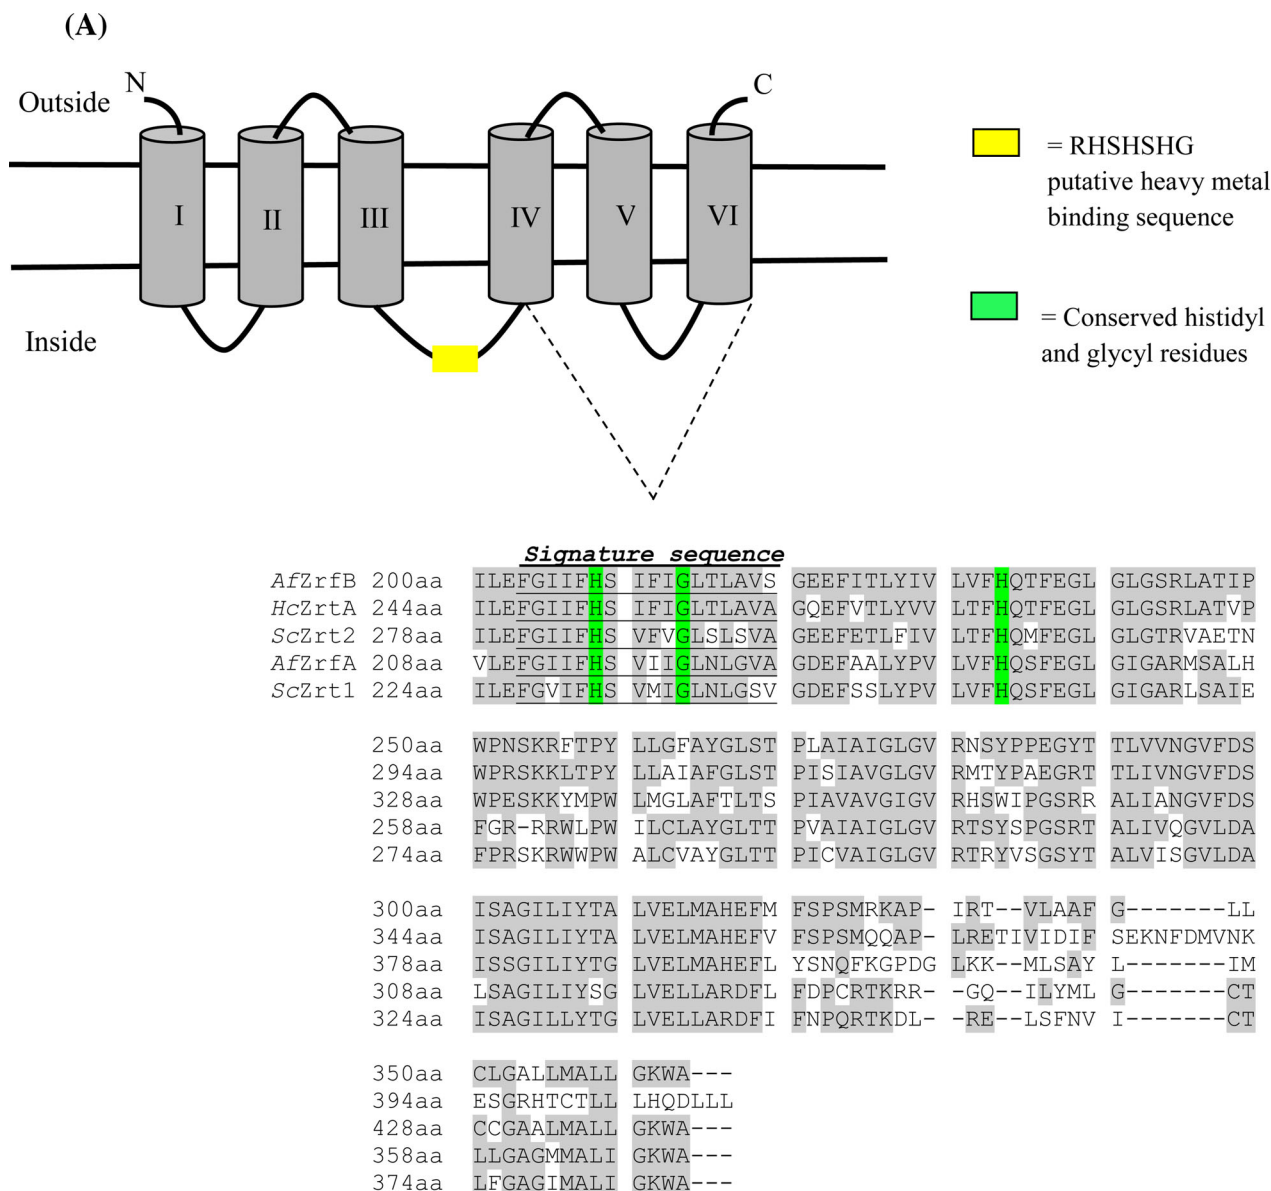 (A)
N
C
Outside
Inside
I
II
III
IV
V
VI
= RHSHSHG
putative heavy metal
binding sequence
= Conserved histidyl
and glycyl residues
Signature sequence
AfZrfB 200aa ILEFGIIFHS IFIGLTLAVS GEEFITLYIV LVFHQTFEGL GLGSRLATIP
HcZrtA 244aa ILEFGIIFHS IFIGLTLAVA GQEFVTLYVV LTFHQTFEGL GLGSRLATVP
ScZrt2 278aa ILEFGIIFHS VFVGLSLSVA GEEFETLFIV LTFHQMFEGL GLGTRVAETN
AfZrfA 208aa VLEFGIIFHS VIIGLNLGVA GDEFAALYPV LVFHQSFEGL GIGARMSALH
ScZrt1 224aa ILEFGVIFHS VMIGLNLGSV GDEFSSLYPV LVFHQSFEGL GIGARLSAIE
250aa WPNSKRFTPY LLGFAYGLST PLAIAIGLGV RNSYPPEGYT TLVVNGVFDS
294aa WPRSKKLTPY LLAIAFGLST PISIAVGLGV RMTYPAEGRT TLIVNGVFDS
328aa WPESKKYMPW LMGLAFTLTS PIAVAVGIGV RHSWIPGSRR ALIANGVFDS
258aa FGR-RRWLPW ILCLAYGLTT PVAIAIGLGV RTSYSPGSRT ALIVQGVLDA
274aa FPRSKRWWPW ALCVAYGLTT PICVAIGLGV RTRYVSGSYT ALVISGVLDA
300aa ISAGILIYTA LVELMAHEFM FSPSMRKAP- IRT--VLAAF G-------LL
344aa ISAGILIYTA LVELMAHEFV FSPSMQQAP- LRETIVIDIF SEKNFDMVNK
378aa ISSGILIYTG LVELMAHEFL YSNQFKGPDG LKK--MLSAY L-------IM
308aa LSAGILIYSG LVELLARDFL FDPCRTKRR- -GQ--ILYML G-------CT
324aa ISAGILLYTG LVELLARDFI FNPQRTKDL- -RE--LSFNV I-------CT
350aa CLGALLMALL GKWA---
394aa ESGRHTCTLL LHQDLLL
428aa CCGAALMALL GKWA---
358aa LLGAGMMALI GKWA---
374aa LFGAGIMALI GKWA---